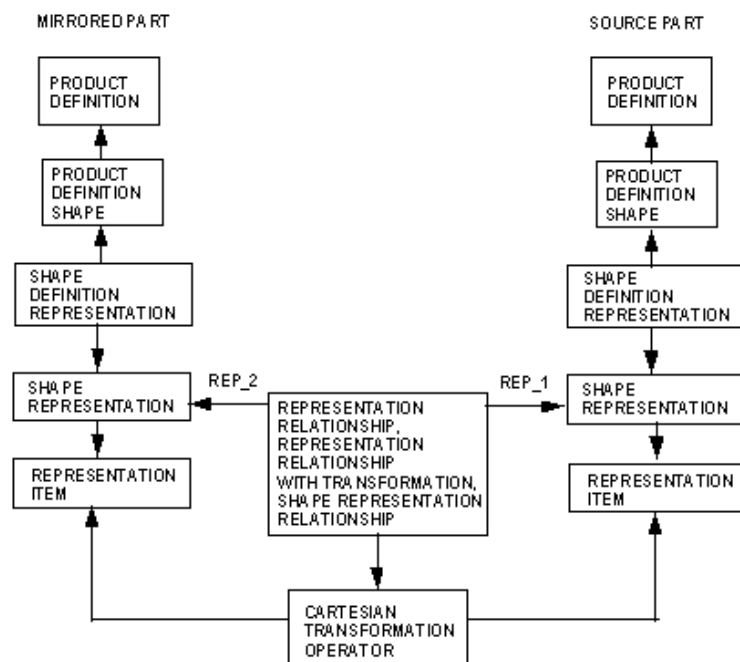 MIRRORED PART
SOURCE PART
PRODUCT
DEFINITION
PRODUCT
DEFINITION
PRODUCT
DEFINITION
SHAPE
PRODUCT
DEFINITION
SHAPE
SHAPE
DEFINITION
REPRESENTATION
SHAPE
DEFINITION
REPRESENTATION
REP_2
REP_1
SHAPE
REPRESENTATION
REPRESENTATION
RELATIONSHIP,
REPRESENTATION
RELATIONSHIP
WITH TRANSFORMATION,
SHAPE REPRESENTATION
RELATIONSHIP
SHAPE
REPRESENTATION
REPRESENTATION
ITEM
REPRESENTATION
ITEM
CARTESIAN
TRANSFORMATION
OPERATOR